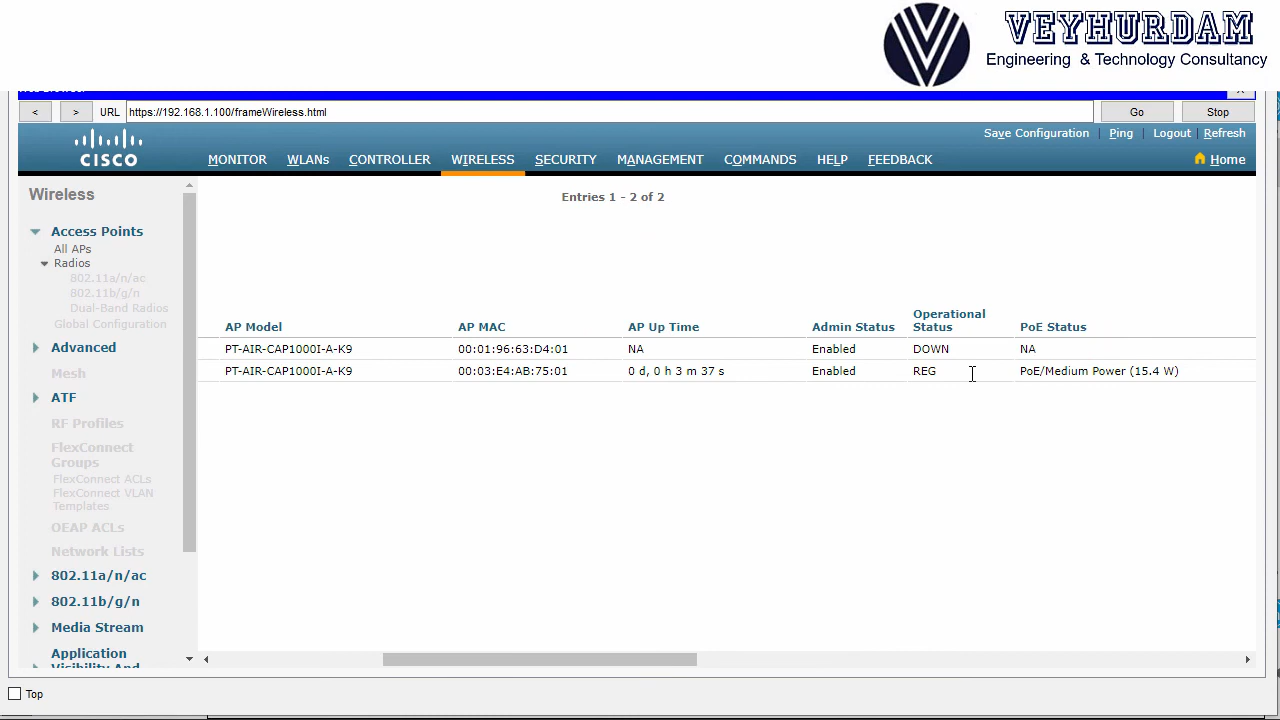 VEYHURDAM
Engineering & Technology Consultancy
< > URL https://192.168.1.100/frameWireless.html Go Stop
Save Configuration | Ping | Logout | Refresh
CISCO
MONITOR WLANs CONTROLLER WIRELESS SECURITY MANAGEMENT COMMANDS HELP FEEDBACK Home
Wireless
Entries 1 - 2 of 2
Access Points
All APs
Radios
802.11a/n/ac
802.11b/g/n
Dual-Band Radios
Global Configuration
Advanced
Mesh
ATF
RF Profiles
FlexConnect
Groups
FlexConnect ACLs
FlexConnect VLAN
Templates
OEAP ACLs
Network Lists
802.11a/n/ac
802.11b/g/n
Media Stream
Application
Visibility And
AP Model AP MAC AP Up Time Admin Status Operational Status PoE Status
PT-AIR-CAP1000I-A-K9 00:01:96:63:D4:01 NA Enabled DOWN NA
PT-AIR-CAP1000I-A-K9 00:03:E4:AB:75:01 0 d, 0 h 3 m 37 s Enabled REG PoE/Medium Power (15.4 W)
Top